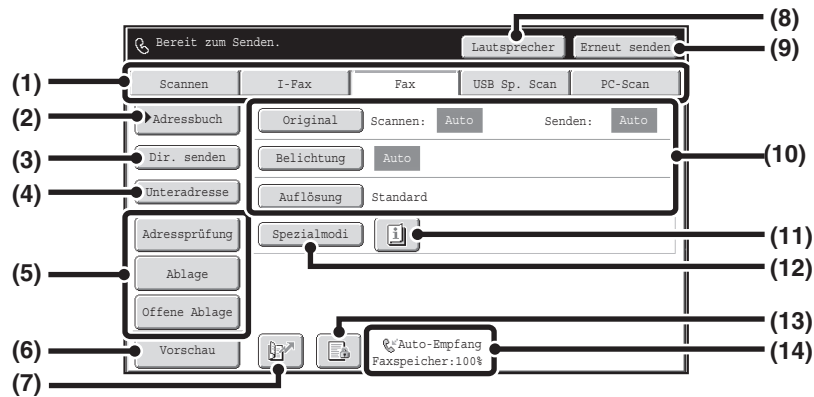 (8)
Bereit zum Senden. Lautsprecher Erneut senden (9)
(1) Scannen I-Fax Fax USB Sp. Scan PC-Scan
(2) Adressbuch Original Scannen: Auto Senden: Auto
(3) Dir. senden Belichtung Auto (10)
(4) Unteradresse Auflösung Standard
Adressprüfung Spezialmodi (11)
(5) Ablage (12)
Offene Ablage
(13)
(6) Vorschau Auto-Empfang (14)
Faxspeicher:100%
(7)